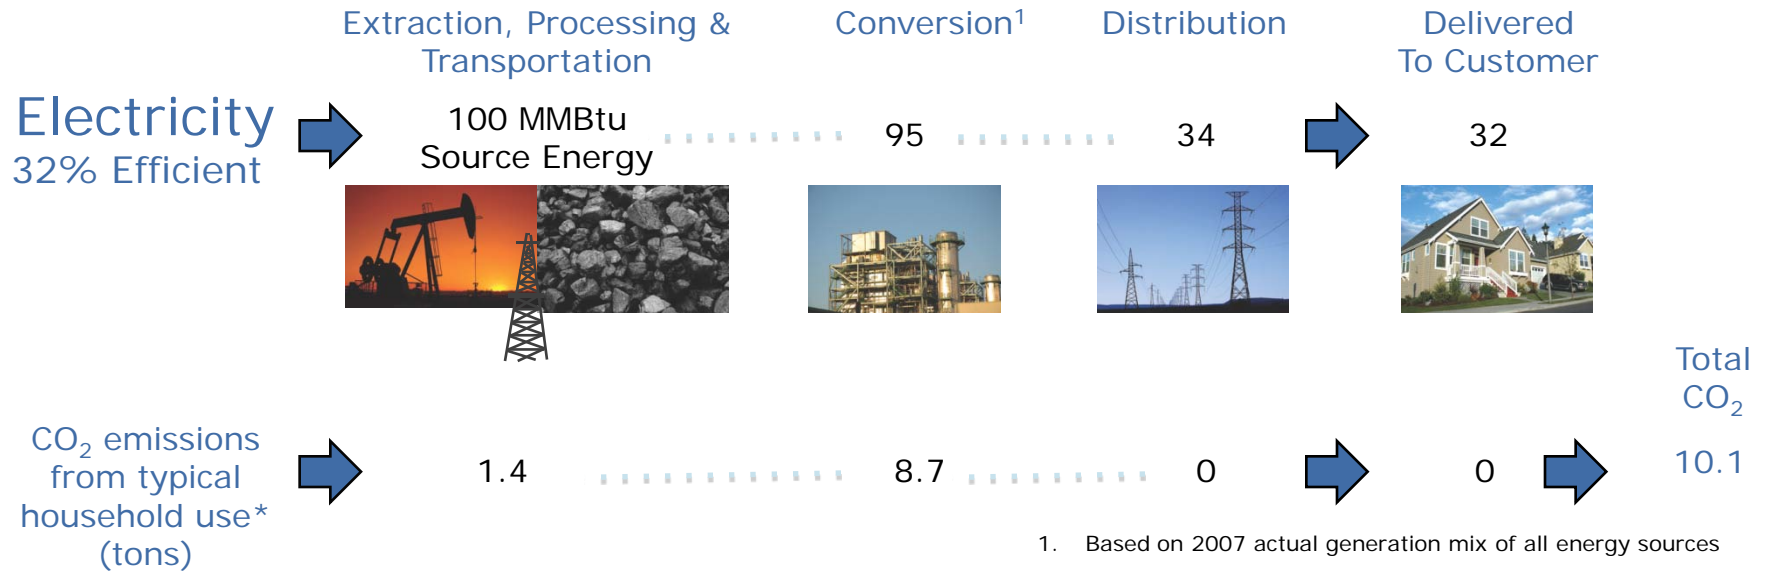 Extraction, Processing &
Transportation
Conversion¹
Distribution
Delivered
To Customer
Electricity
32% Efficient
100 MMBtu
Source Energy
95
34
32
Total
CO₂
CO₂ emissions
from typical
household use*
(tons)
1.4
8.7
0
0
10.1
1. Based on 2007 actual generation mix of all energy sources